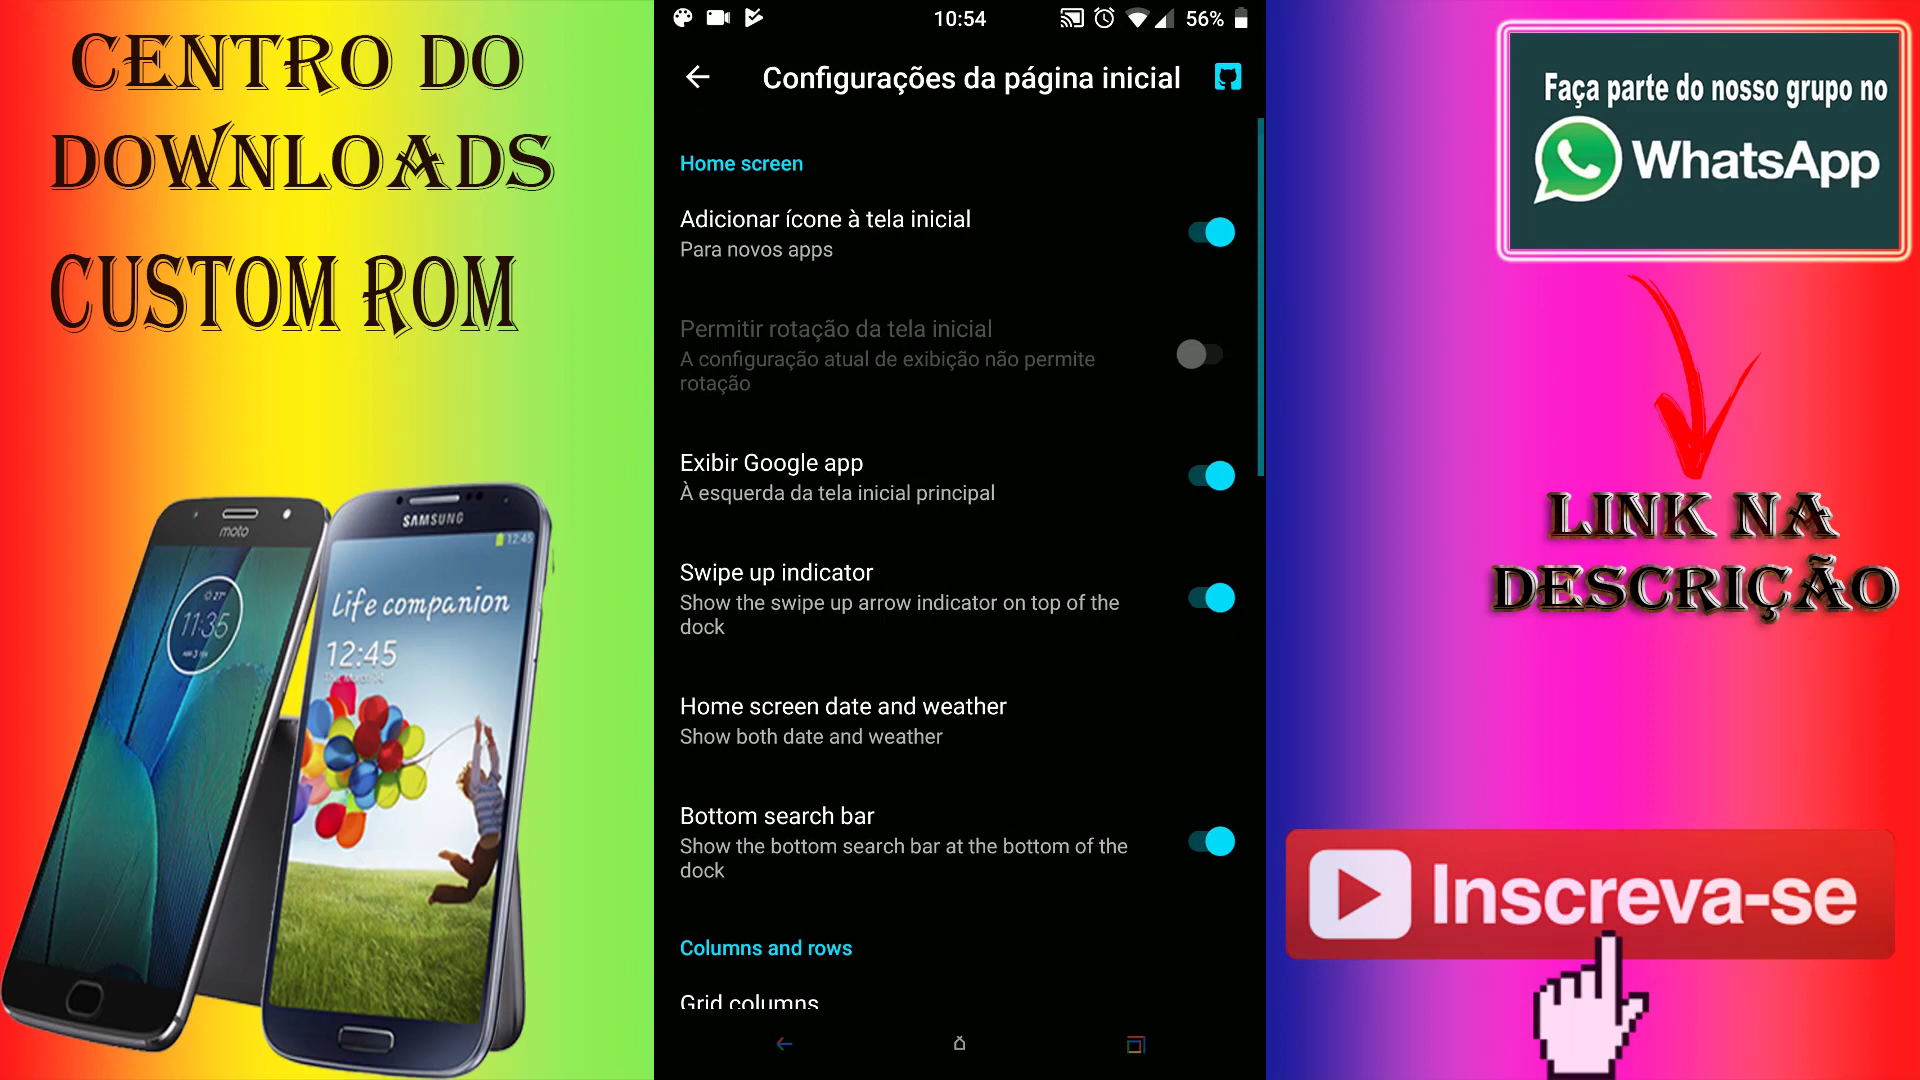 CENTRO DO
DOWNLOADS
CUSTOM ROM
moto
27°
11:35
SAMSUNG
12:45
Life companion
12:45
10:54
56%
Configurações da página inicial
Home screen
Adicionar ícone à tela inicial
Para novos apps
Permitir rotação da tela inicial
A configuração atual de exibição não permite
rotação
Exibir Google app
À esquerda da tela inicial principal
Swipe up indicator
Show the swipe up arrow indicator on top of the
dock
Home screen date and weather
Show both date and weather
Bottom search bar
Show the bottom search bar at the bottom of the
dock
Columns and rows
Grid columns
Faça parte do nosso grupo no
WhatsApp
LINK NA
DESCRIÇÃO
Inscreva-se